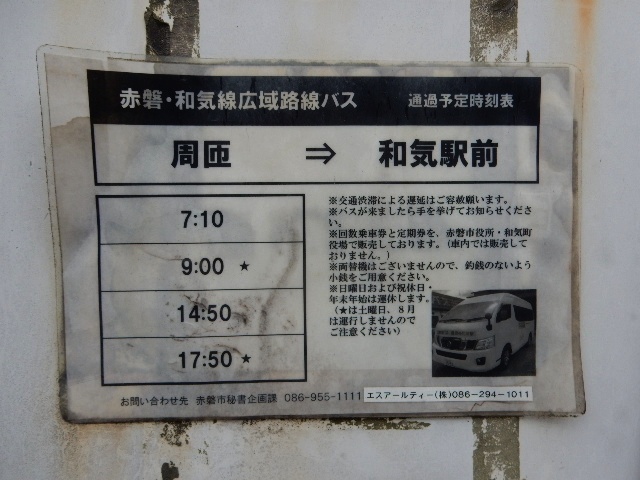 赤磐・和気線広域路線バス 通過予定時刻表
周匝 ⇒ 和気駅前
7:10
9:00 ★
14:50
17:50 ★
※交通渋滞による遅延はご容赦願います。
※バスが来ましたら手を挙げてお知らせくださ
い。
※回数乗車券と定期券を、赤磐市役所・和気町
役場で販売しております。（車内では販売して
おりません。）
※両替機はございませんので、釣銭のないよう
小銭をご用意ください。
※日曜日および祝休日・
年末年始は運休します。
（★は土曜日、８月
は運行しませんので
ご注意ください）
お問い合わせ先 赤磐市秘書企画課 086-955-1111 エスアールティー(株)086-294-1011